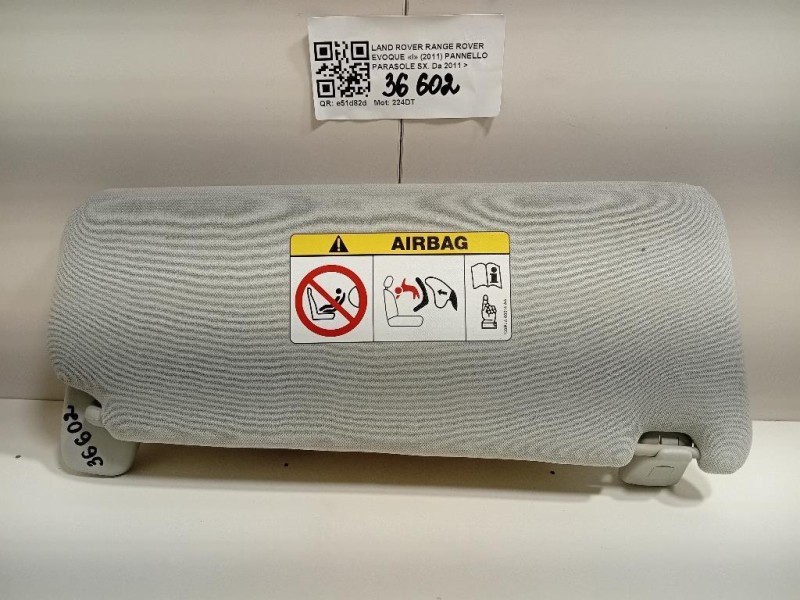 LAND ROVER RANGE ROVER
EVOQUE «I» (2011) PANNELLO
PARASOLE SX. Da 2011 >
36 602
QR: e51d82d Mot: 224DT
AIRBAG
36602